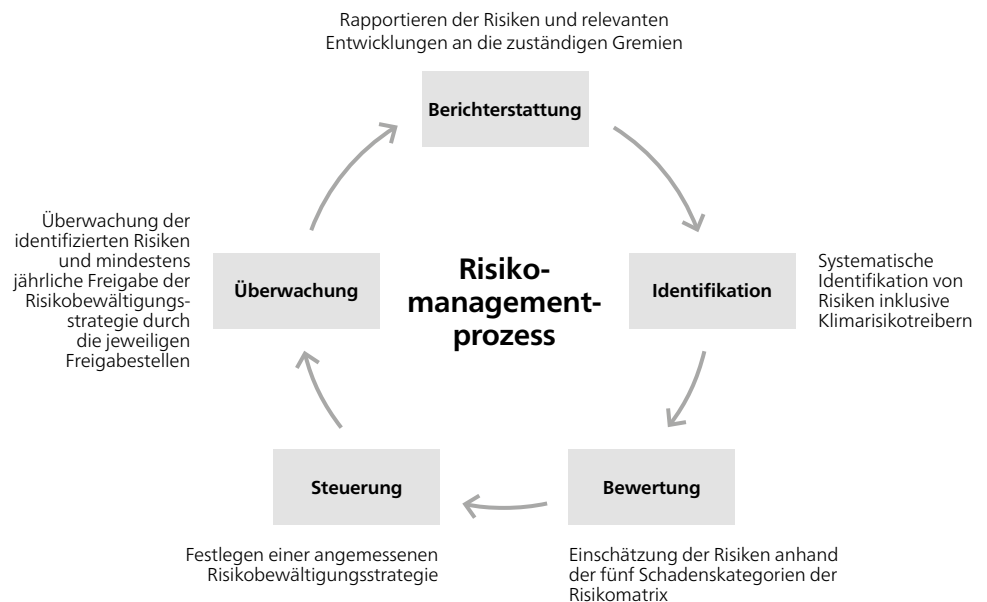 Rapportieren der Risiken und relevanten
Entwicklungen an die zuständigen Gremien
Berichterstattung
Risiko-
management-
prozess
Identifikation
Systematische
Identifikation von
Risiken inklusive
Klimarisikotreibern
Bewertung
Einschätzung der Risiken anhand
der fünf Schadenskategorien der
Risikomatrix
Steuerung
Festlegen einer angemessenen
Risikobewältigungsstrategie
Überwachung
Überwachung der
identifizierten Risiken
und mindestens
jährliche Freigabe der
Risikobewältigungs-
strategie durch
die jeweiligen
Freigabestellen